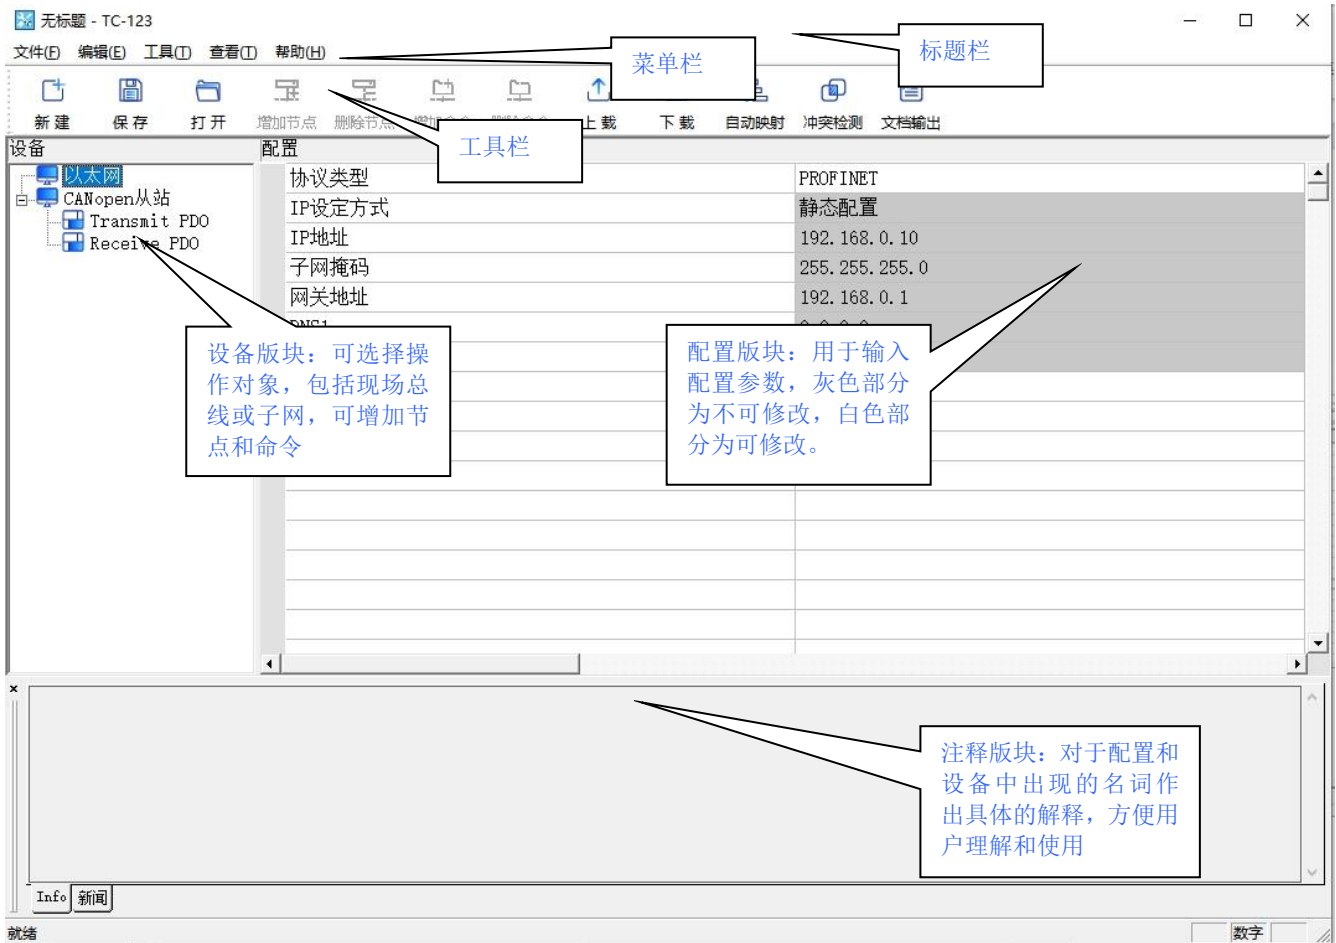 无标题 - TC-123
文件(F) 编辑(E) 工具(T) 查看(T) 帮助(H)
菜单栏
标题栏
新建 保存 打开 增加节点 删除节点 上载 下载 自动映射 冲突检测 文档输出
工具栏
设备
配置
以太网
CANopen从站
Transmit PDO
Receive PDO
协议类型 PROFINET
IP设定方式 静态配置
IP地址 192.168.0.10
子网掩码 255.255.255.0
网关地址 192.168.0.1
设备版块：可选择操
作对象，包括现场总
线或子网，可增加节
点和命令
配置版块：用于输入
配置参数，灰色部分
为不可修改，白色部
分为可修改。
注释版块：对于配置和
设备中出现的名词作
出具体的解释，方便用
户理解和使用
Info 新闻
就绪 数字